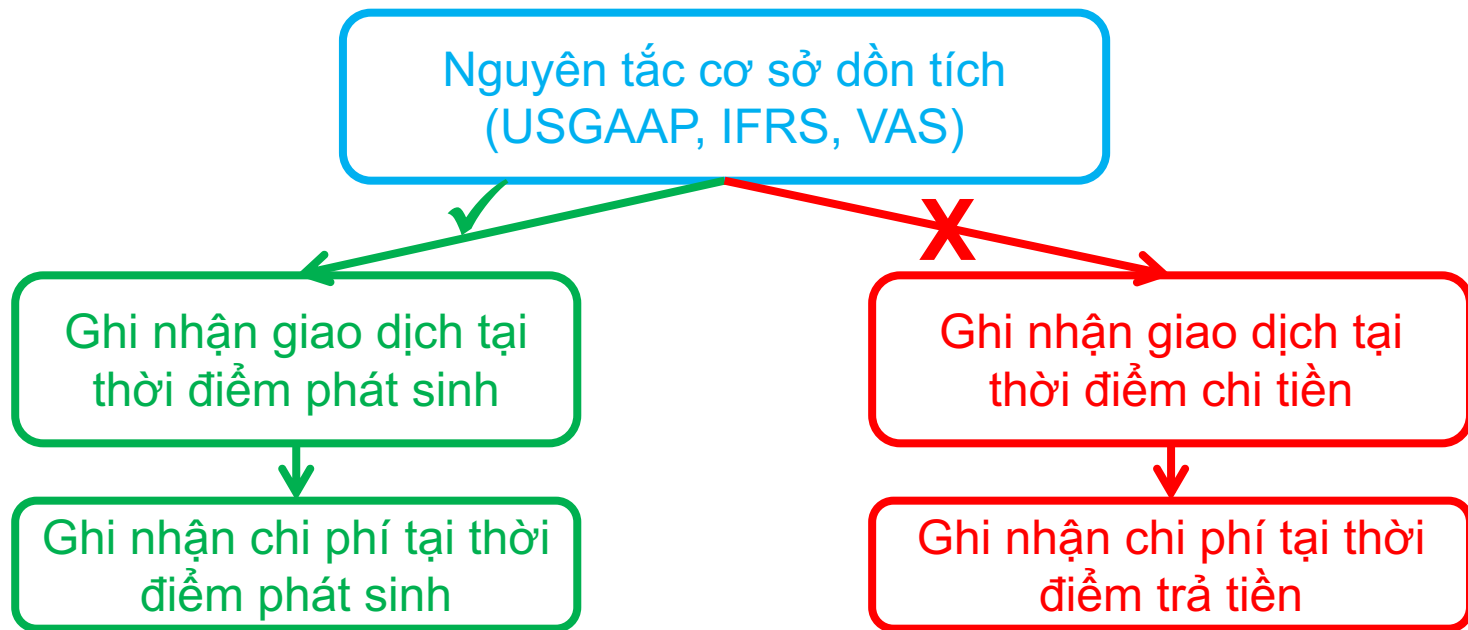 Nguyên tắc cơ sở dồn tích
(USGAAP, IFRS, VAS)
X
Ghi nhận giao dịch tại
thời điểm phát sinh
Ghi nhận giao dịch tại
thời điểm chi tiền
Ghi nhận chi phí tại thời
điểm phát sinh
Ghi nhận chi phí tại thời
điểm trả tiền